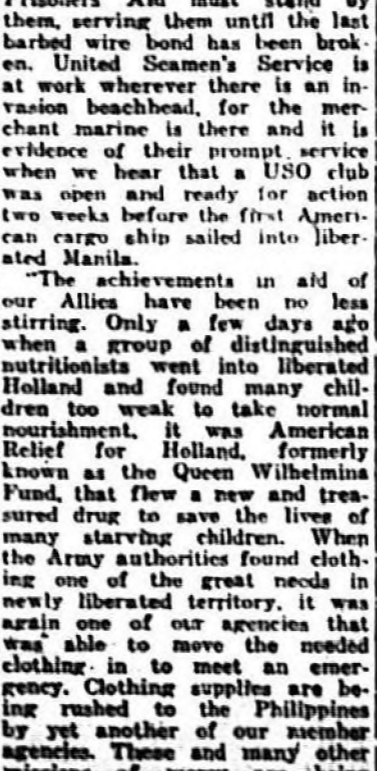 Prisoners Aid must stand by
them, serving them until the last
barbed wire bond has been brok-
en. United Seamen's Service is
at work wherever there is an in-
vasion beachhead, for the mer-
chant marine is there and it is
evidence of their prompt service
when we hear that a USO club
was open and ready for action
two weeks before the first Ameri-
can cargo ship sailed into liber-
ated Manila.
"The achievements in aid of
our Allies have been no less
stirring. Only a few days ago
when a group of distinguished
nutritionists went into liberated
Holland and found many chil-
dren too weak to take normal
nourishment, it was American
Relief for Holland, formerly
known as the Queen Wilhelmina
Fund, that flew a new and trea-
sured drug to save the lives of
many starving children. When
the Army authorities found cloth-
ing one of the great needs in
newly liberated territory, it was
again one of our agencies that
was able to move the needed
clothing in to meet an emer-
gency. Clothing supplies are be-
ing rushed to the Philippines
by yet another of our member
agencies. These and many other